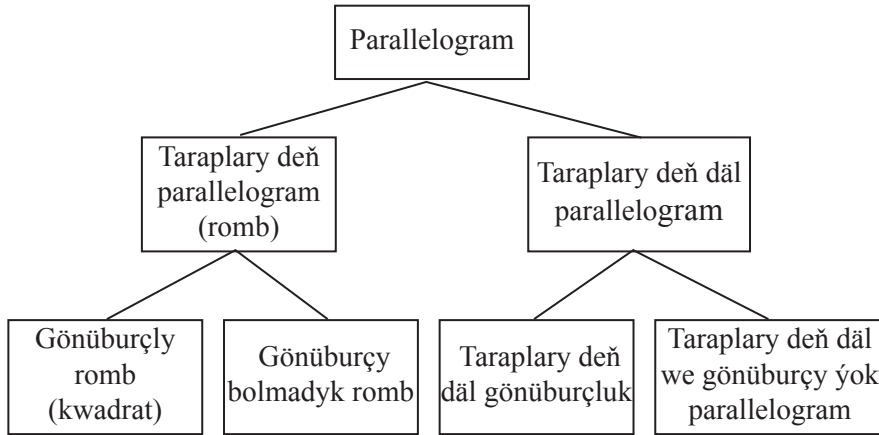 Parallelogram
Taraplary deň
parallelogram
(romb)
Taraplary deň däl
parallelogram
Gönüburçly
romb
(kwadrat)
Gönüburçy
bolmadyk romb
Taraplary deň
däl gönüburçluk
Taraplary deň däl
we gönüburçy ýok
parallelogram